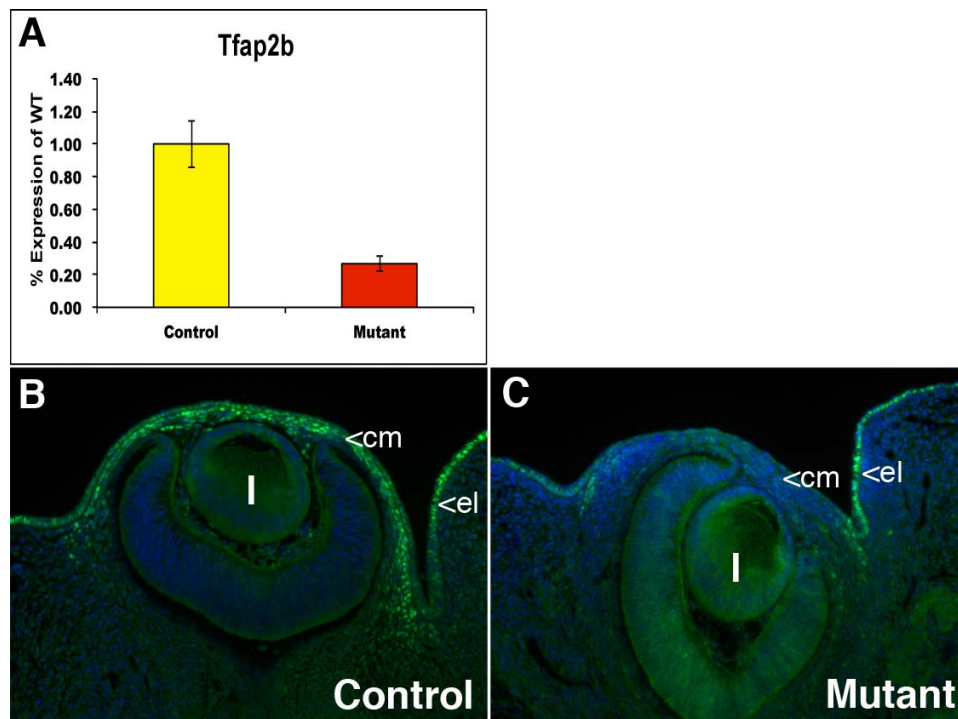 A
Tfap2b
% Expression of WT
1.40
1.20
1.00
0.80
0.60
0.40
0.20
0.00
Control
Mutant
B
<cm
l
<el
Control
C
<cm
<el
l
Mutant